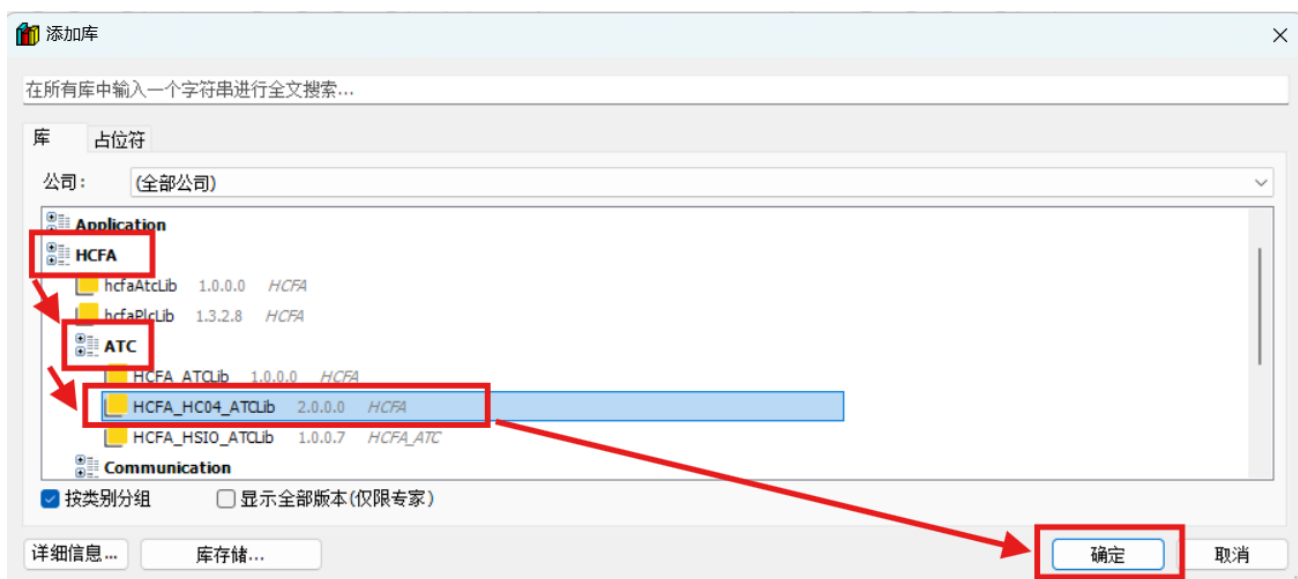 添加库
在所有库中输入一个字符串进行全文搜索...
库 占位符
公司: (全部公司)
Application
HCFA
hcfaAtcLib 1.0.0.0 HCFA
hcfaPlcLib 1.3.2.8 HCFA
ATC
HCFA_ATCLib 1.0.0.0 HCFA
HCFA_HC04_ATCLib 2.0.0.0 HCFA
HCFA_HSIO_ATCLib 1.0.0.7 HCFA_ATC
Communication
按类别分组 显示全部版本(仅限专家)
详细信息... 库存储... 确定 取消